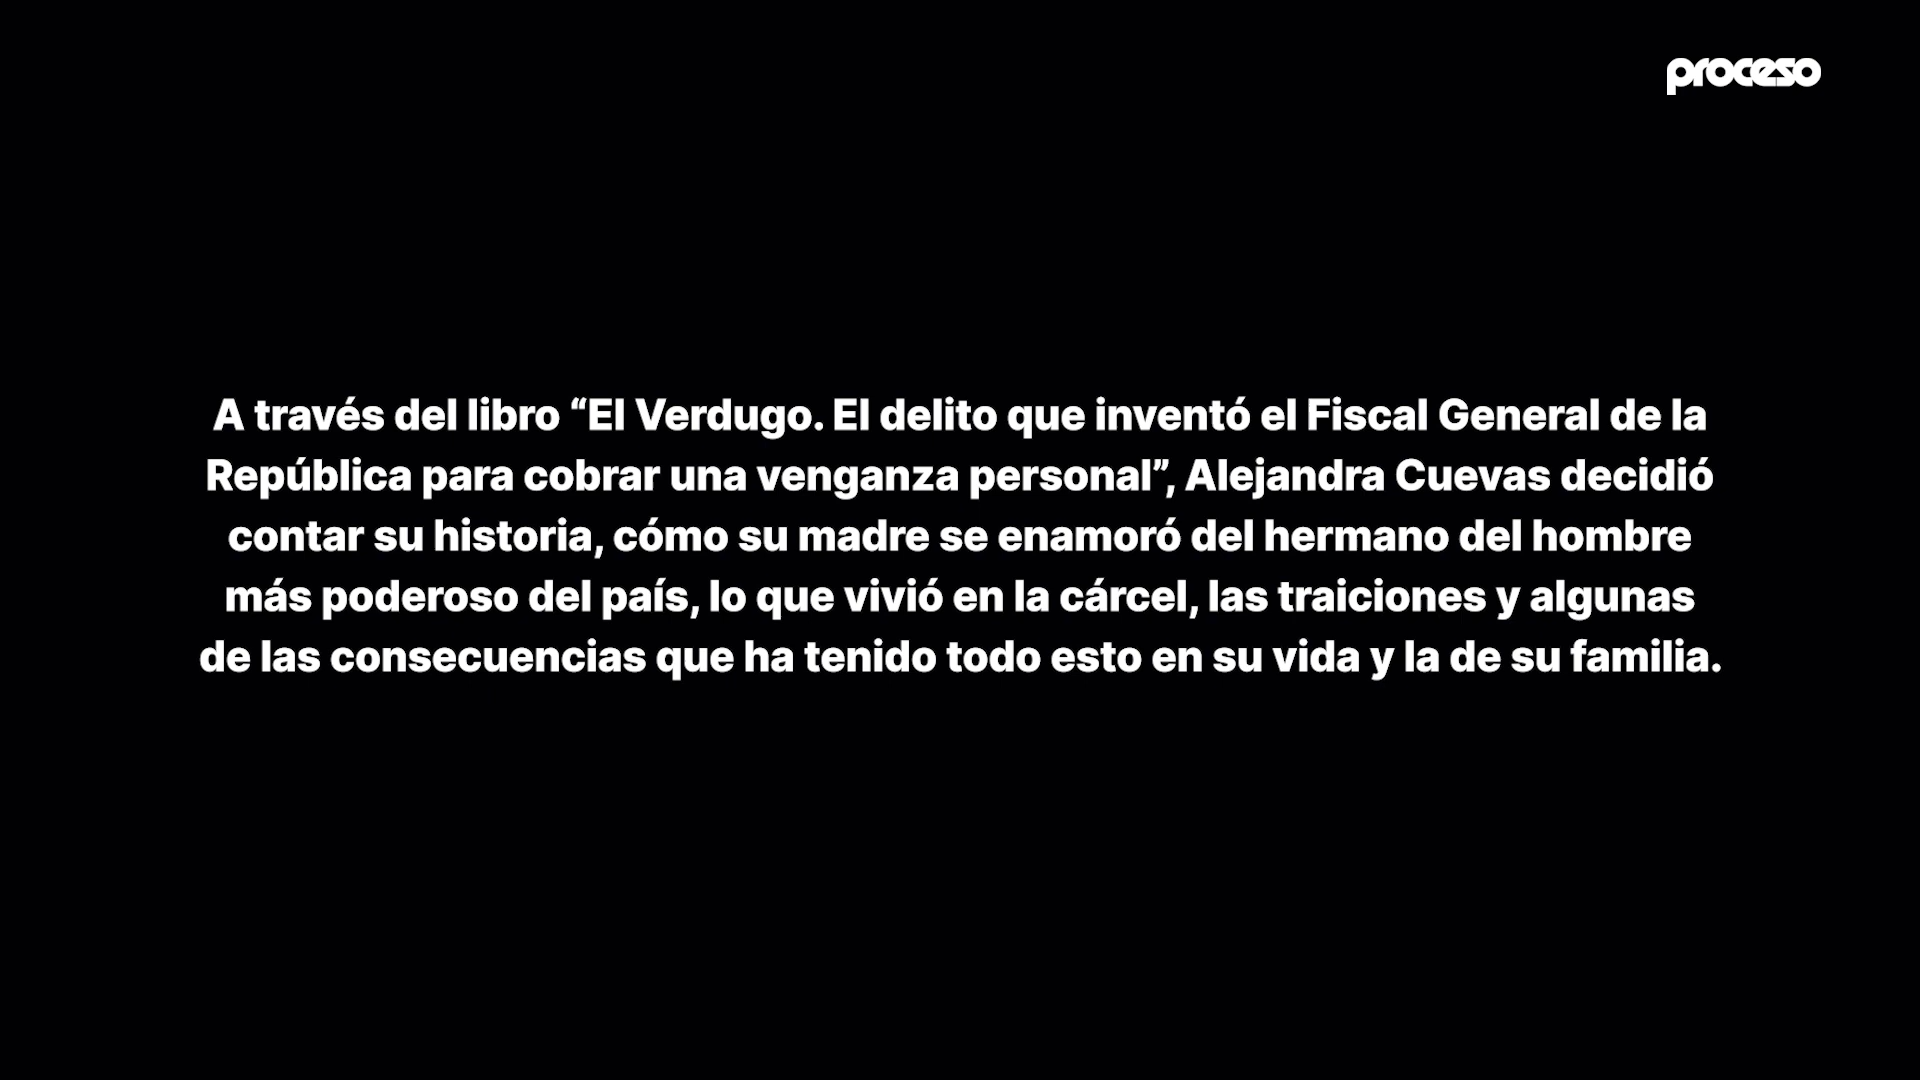 proceso
A través del libro “El Verdugo. El delito que inventó el Fiscal General de la
República para cobrar una venganza personal”, Alejandra Cuevas decidió
contar su historia, cómo su madre se enamoró del hermano del hombre
más poderoso del país, lo que vivió en la cárcel, las traiciones y algunas
de las consecuencias que ha tenido todo esto en su vida y la de su familia.